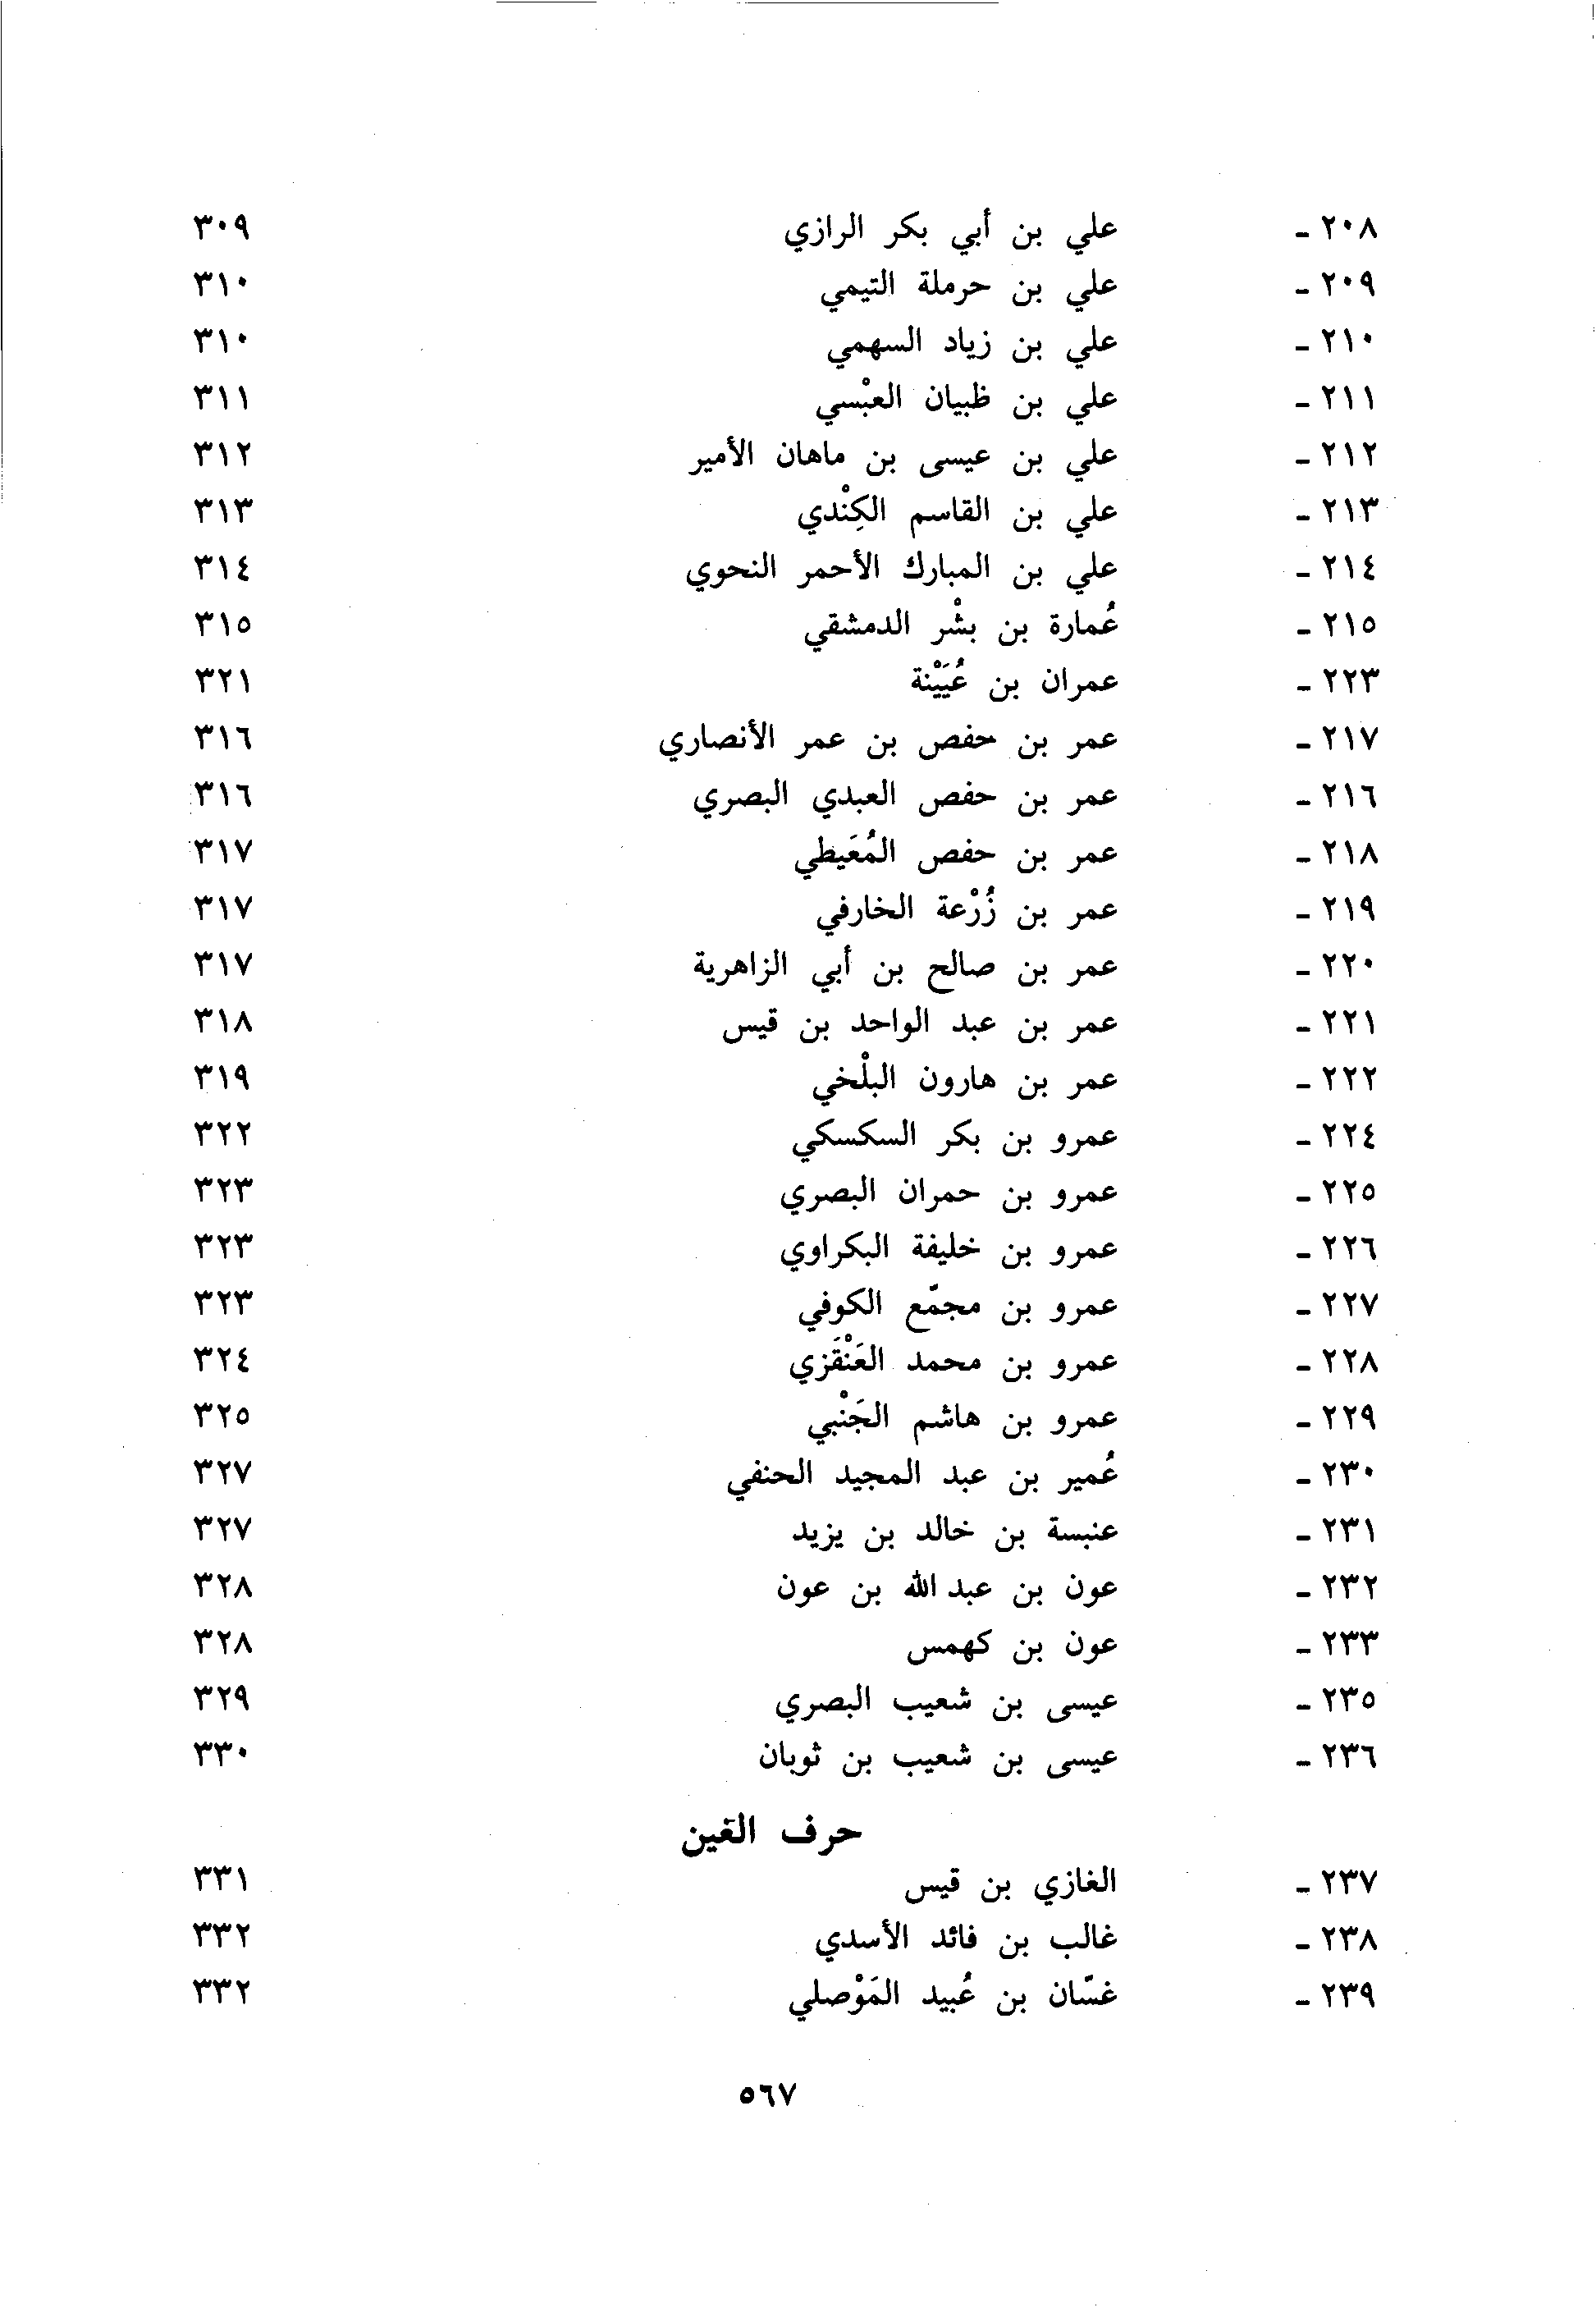 ٢٠٨ - علي بن أبي بكر الرازي ٣٠٩
٢٠٩ - علي بن حرملة التيمي ٣١٠
٢١٠ - علي بن زياد السهمي ٣١٠
٢١١ - علي بن ظبيان العبْسي ٣١١
٢١٢ - علي بن عيسى بن ماهان الأمير ٣١٢
٢١٣ - علي بن القاسم الكِنْدي ٣١٣
٢١٤ - علي بن المبارك الأحمر النحوي ٣١٤
٢١٥ - عُمارة بن بشْر الدمشقي ٣١٥
٢٢٣ - عمران بن عُيَيْنة ٣٢١
٢١٧ - عمر بن حفص بن عمر الأنصاري ٣١٦
٢١٦ - عمر بن حفص العبدي البصري ٣١٦
٢١٨ - عمر بن حفص المُعَيطي ٣١٧
٢١٩ - عمر بن زُرْعة الخارفي ٣١٧
٢٢٠ - عمر بن صالح بن أبي الزاهرية ٣١٧
٢٢١ - عمر بن عبد الواحد بن قيس ٣١٨
٢٢٢ - عمر بن هارون البلْخي ٣١٩
٢٢٤ - عمرو بن بكر السكسكي ٣٢٢
٢٢٥ - عمرو بن حمران البصري ٣٢٣
٢٢٦ - عمرو بن خليفة البكراوي ٣٢٣
٢٢٧ - عمرو بن مجمّع الكوفي ٣٢٣
٢٢٨ - عمرو بن محمد العَنْقَزي ٣٢٤
٢٢٩ - عمرو بن هاشم الجَنْبي ٣٢٥
٢٣٠ - عُمير بن عبد المجيد الحنفي ٣٢٧
٢٣١ - عنبسة بن خالد بن يزيد ٣٢٧
٢٣٢ - عون بن عبد الله بن عون ٣٢٨
٢٣٣ - عون بن كهمس ٣٢٨
٢٣٥ - عيسى بن شعيب البصري ٣٢٩
٢٣٦ - عيسى بن شعيب بن ثوبان ٣٣٠
حرف الغين
٢٣٧ - الغازي بن قيس ٣٣١
٢٣٨ - غالب بن فائد الأسدي ٣٣٢
٢٣٩ - غسّان بن عُبيد المَوْصلي ٣٣٢
٥٦٧